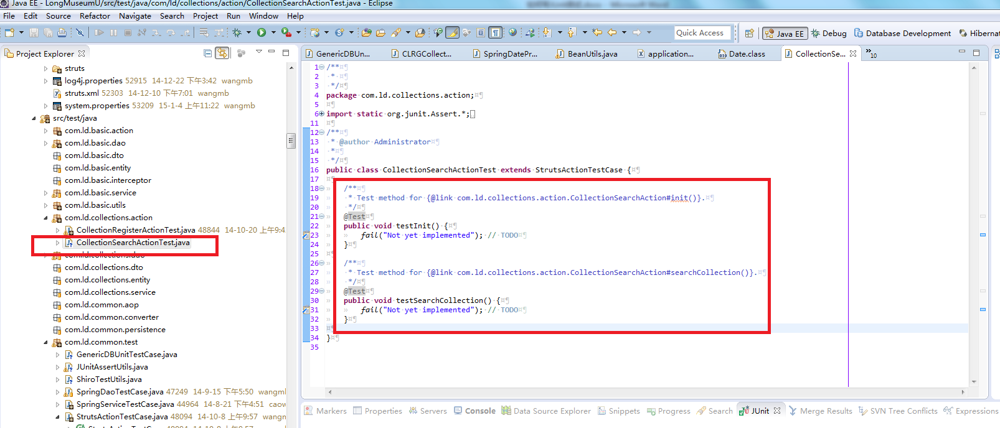 Java EE - LongMuseumU/src/test/java/com/ld/collections/action/CollectionSearchActionTest.java - Eclipse
File Edit Source Refactor Navigate Search Project Run Window Help
Quick Access Java EE Debug Database Development Hiberna
Project Explorer
struts
log4j.properties 52915 14-12-22 下午3:42 wangmb
struts.xml 52303 14-12-10 下午7:01 wangmb
system.properties 53209 15-1-4 上午11:22 wangmb
src/test/java
com.ld.basic.action
com.ld.basic.dao
com.ld.basic.dto
com.ld.basic.entity
com.ld.basic.interceptor
com.ld.basic.service
com.ld.basic.utils
com.ld.collections.action
CollectionRegisterActionTest.java 48844 14-10-20 上午9:4
CollectionSearchActionTest.java
com.ld.collections.dao
com.ld.collections.dto
com.ld.collections.entity
com.ld.collections.service
com.ld.common.aop
com.ld.common.converter
com.ld.common.persistence
com.ld.common.test
GenericDBUnitTestCase.java
JUnitAssertUtils.java
ShiroTestUtils.java
SpringDaoTestCase.java 47249 14-9-15 下午5:50 wangm
SpringServiceTestCase.java 44964 14-8-21 下午4:51 caow
StrutsActionTestCase.java 48094 14-10-8 上午9:57 wangm
GenericDBUn... CLRGCollect... SpringDatePr... BeanUtils.java application... Date.class CollectionSe... »10
1 /**
2 *
3 */
4 package com.ld.collections.action;
5
6 import static org.junit.Assert.*;
11
12 /**
13 * @author Administrator
14 *
15 */
16 public class CollectionSearchActionTest extends StrutsActionTestCase {
17
18 /**
19 * Test method for {@link com.ld.collections.action.CollectionSearchAction#init()}.
20 */
21 @Test
22 public void testInit() {
23 fail("Not yet implemented"); // TODO
24 }
25
26 /**
27 * Test method for {@link com.ld.collections.action.CollectionSearchAction#searchCollection()}.
28 */
29 @Test
30 public void testSearchCollection() {
31 fail("Not yet implemented"); // TODO
32 }
33
34 }
35
Markers Properties Servers Console Data Source Explorer Snippets Progress Search JUnit Merge Results SVN Tree Conflicts Expressions